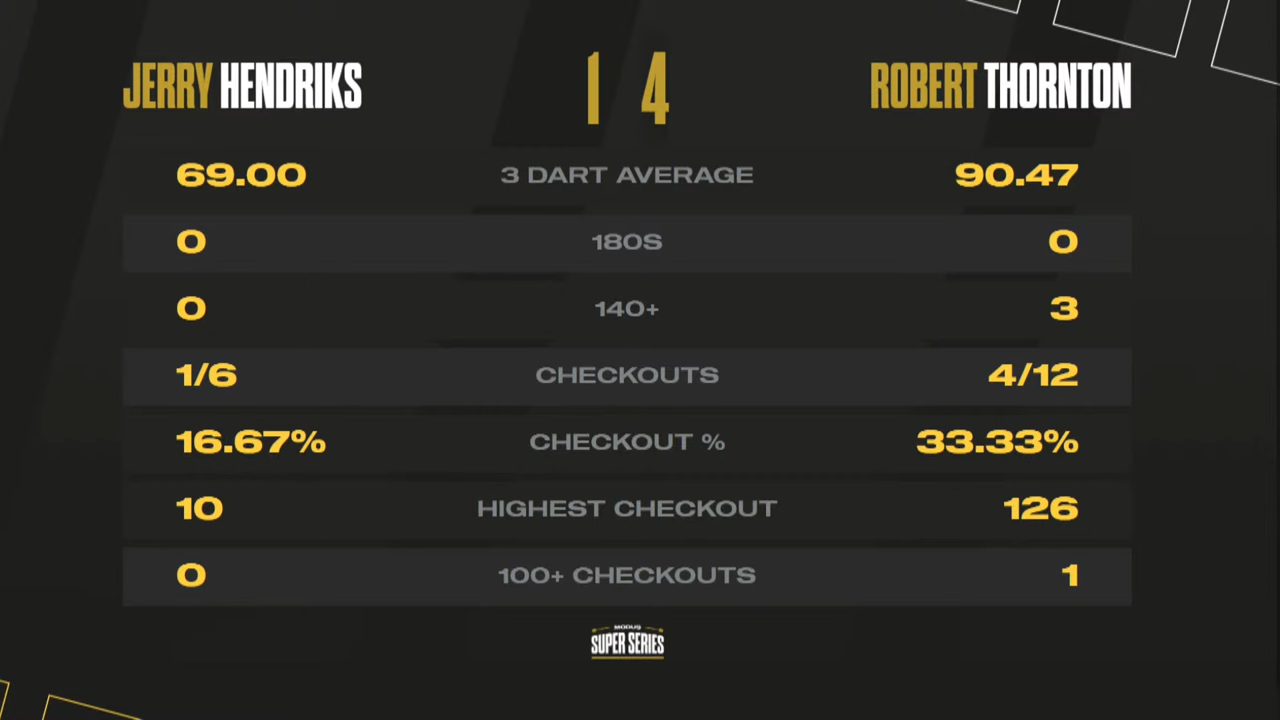 JERRY HENDRIKS 1 4 ROBERT THORNTON
69.00 3 DART AVERAGE 90.47
0 180S 0
0 140+ 3
1/6 CHECKOUTS 4/12
16.67% CHECKOUT % 33.33%
10 HIGHEST CHECKOUT 126
0 100+ CHECKOUTS 1
MODUS
SUPER SERIES